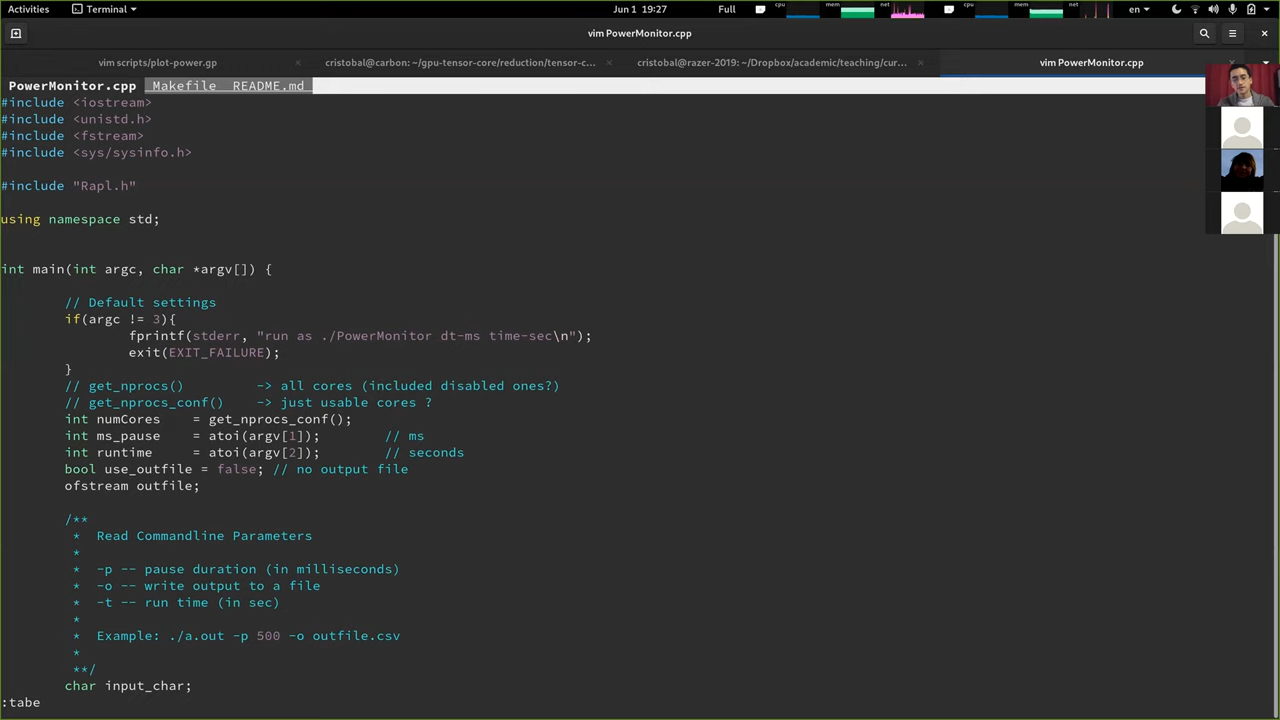 Activities Terminal Jun 1 19:27 Full cpu mem net cpu mem net en
vim PowerMonitor.cpp
vim scripts/plot-power.gp × cristobal@carbon: ~/gpu-tensor-core/reduction/tensor-c... × cristobal@razer-2019: ~/Dropbox/academic/teaching/cur... × vim PowerMonitor.cpp
PowerMonitor.cpp Makefile README.md
#include <iostream>
#include <unistd.h>
#include <fstream>
#include <sys/sysinfo.h>
#include "Rapl.h"
using namespace std;
int main(int argc, char *argv[]) {
// Default settings
if(argc != 3){
fprintf(stderr, "run as ./PowerMonitor dt-ms time-sec\n");
exit(EXIT_FAILURE);
}
// get_nprocs() -> all cores (included disabled ones?)
// get_nprocs_conf() -> just usable cores ?
int numCores = get_nprocs_conf();
int ms_pause = atoi(argv[1]); // ms
int runtime = atoi(argv[2]); // seconds
bool use_outfile = false; // no output file
ofstream outfile;
/**
* Read Commandline Parameters
*
* -p -- pause duration (in milliseconds)
* -o -- write output to a file
* -t -- run time (in sec)
*
* Example: ./a.out -p 500 -o outfile.csv
*
**/
char input_char;
:tabe